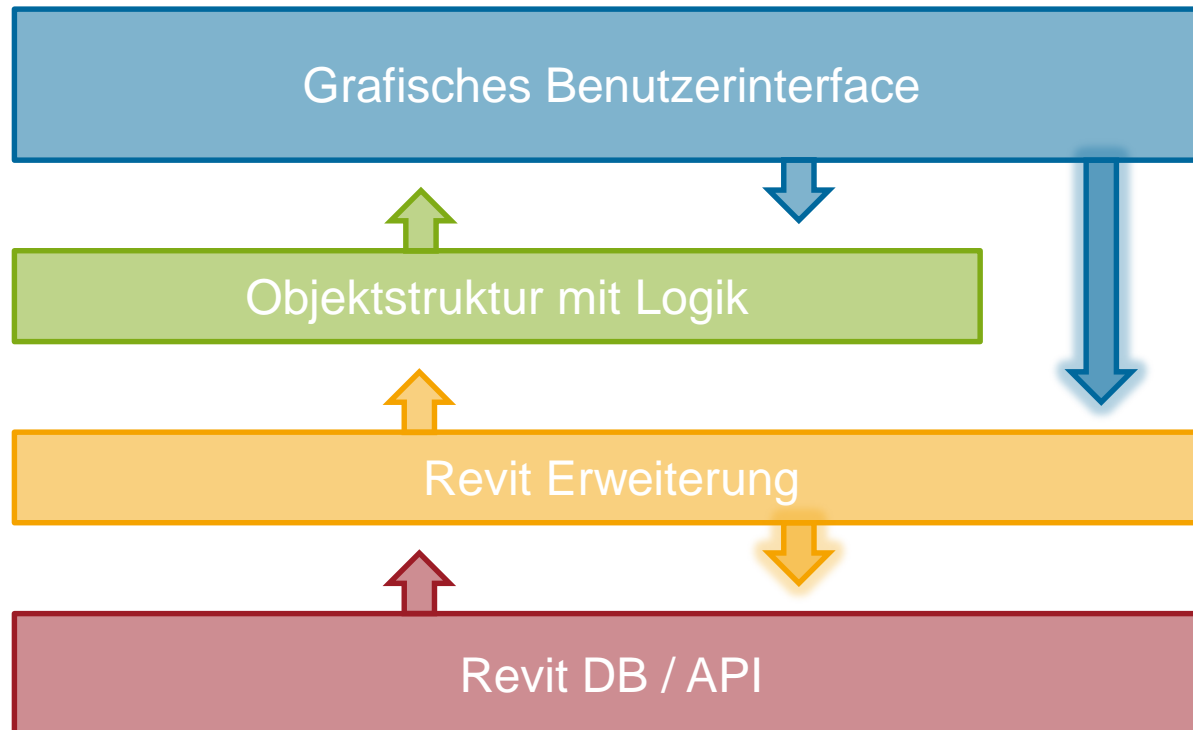 Grafisches Benutzerinterface
Objektstruktur mit Logik
Revit Erweiterung
Revit DB / API